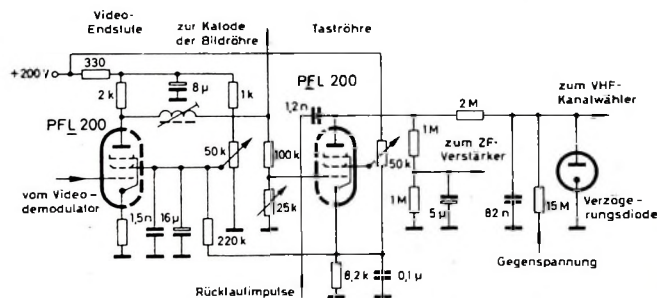 Video-
Endstufe
zur Katode
der Bildröhre
Taströhre
+200V
330
2k
8µ
1k
PFL 200
PFL 200
1,2n
2M
zum VHF-
Kanalwähler
1M
zum ZF-
Verstärker
50k
100k
50k
vom Video-
demodulator
25k
1M
5µ
82n
15M
Verzöge-
rungsdiode
1,5n
16µ
220k
8,2k
0,1µ
Gegenspannung
Rücklaufimpulse